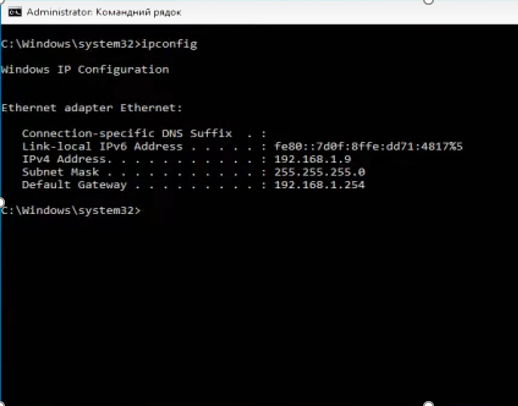 Administrator: Командний рядок
C:\Windows\system32>ipconfig
Windows IP Configuration
Ethernet adapter Ethernet:
Connection-specific DNS Suffix . :
Link-local IPv6 Address . . . . . : fe80::7d0f:8ffe:dd71:4817%5
IPv4 Address. . . . . . . . . . . : 192.168.1.9
Subnet Mask . . . . . . . . . . . : 255.255.255.0
Default Gateway . . . . . . . . . : 192.168.1.254
C:\Windows\system32>